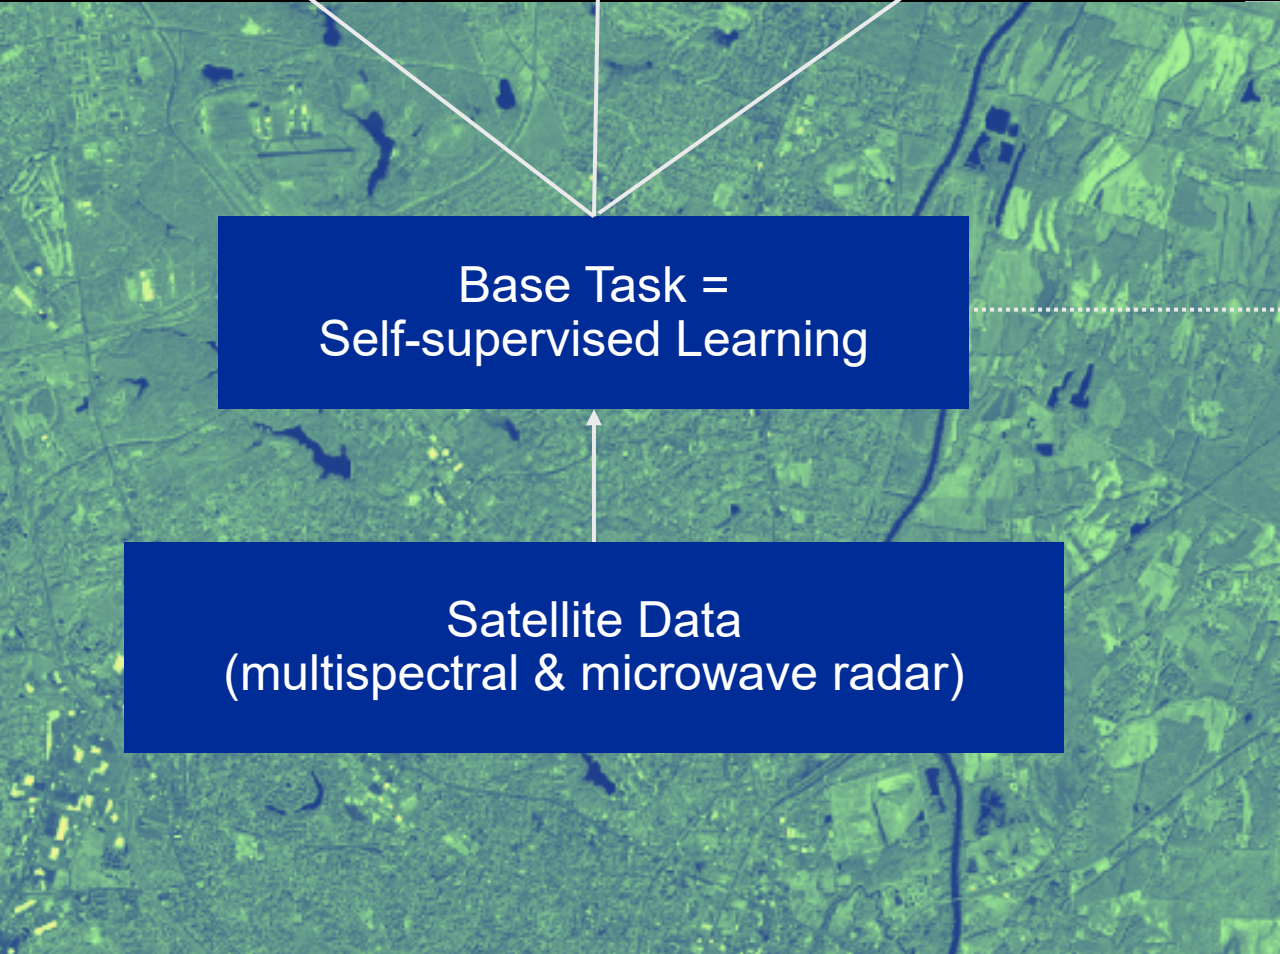 Base Task =
Self-supervised Learning
Satellite Data
(multispectral & microwave radar)